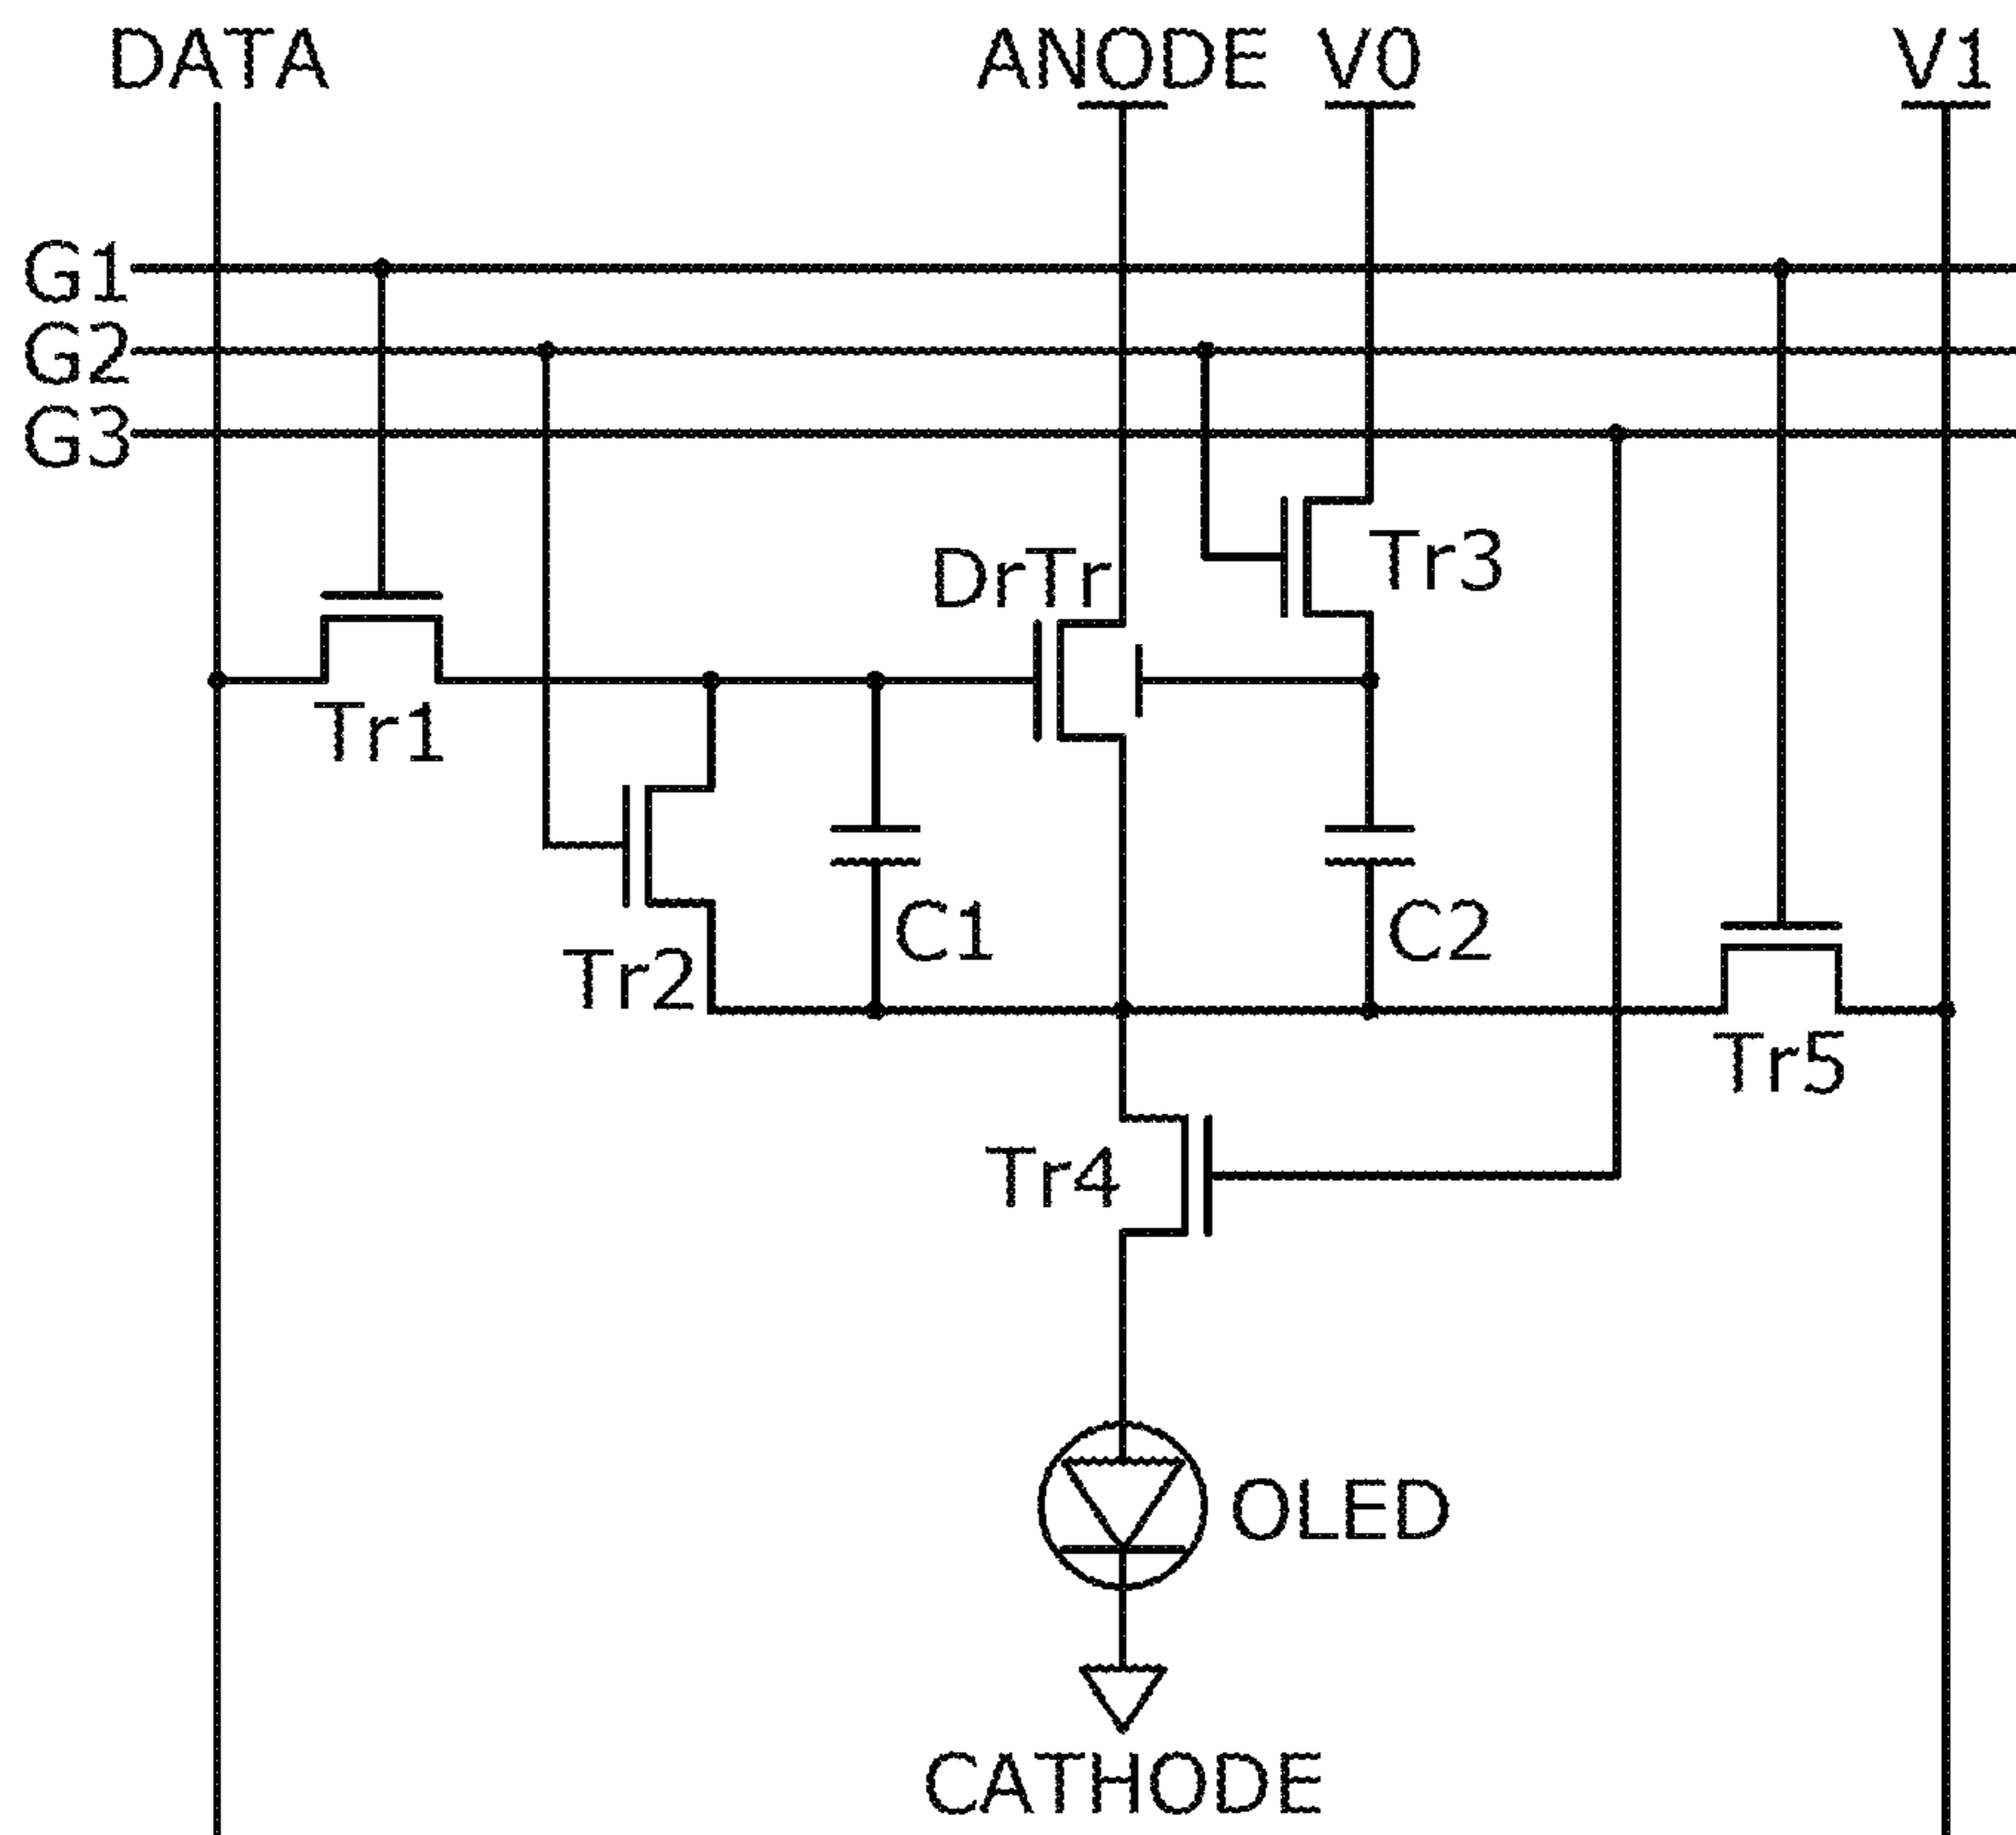 DATA
ANODE
V0
V1
G1
G2
G3
DrTr
Tr3
Tr1
C1
C2
Tr2
Tr5
Tr4
OLED
CATHODE